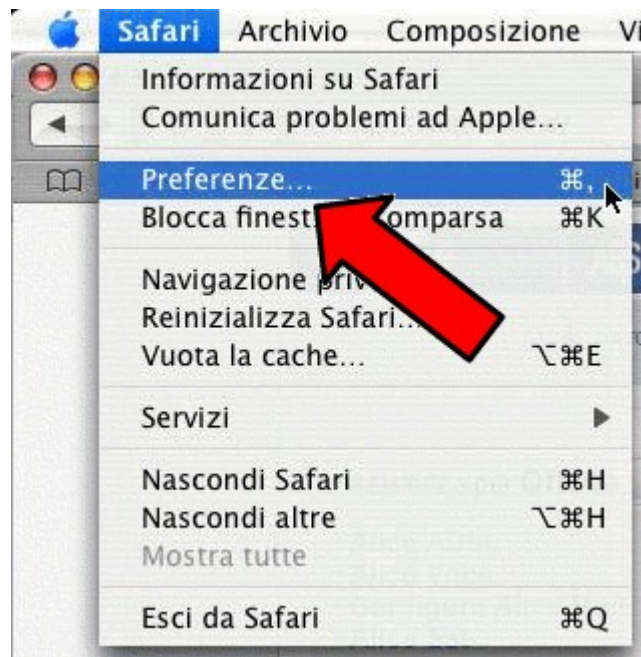 Safari Archivio Composizione
Informazioni su Safari
Comunica problemi ad Apple...
Preferenze... ⌘,
Blocca ⌘K
Navigazione
Reinizializza Safari...
Vuota la cache... ⌥⌘E
Servizi
Nascondi Safari ⌘H
Nascondi altre ⌥⌘H
Mostra tutte
Esci da Safari ⌘Q